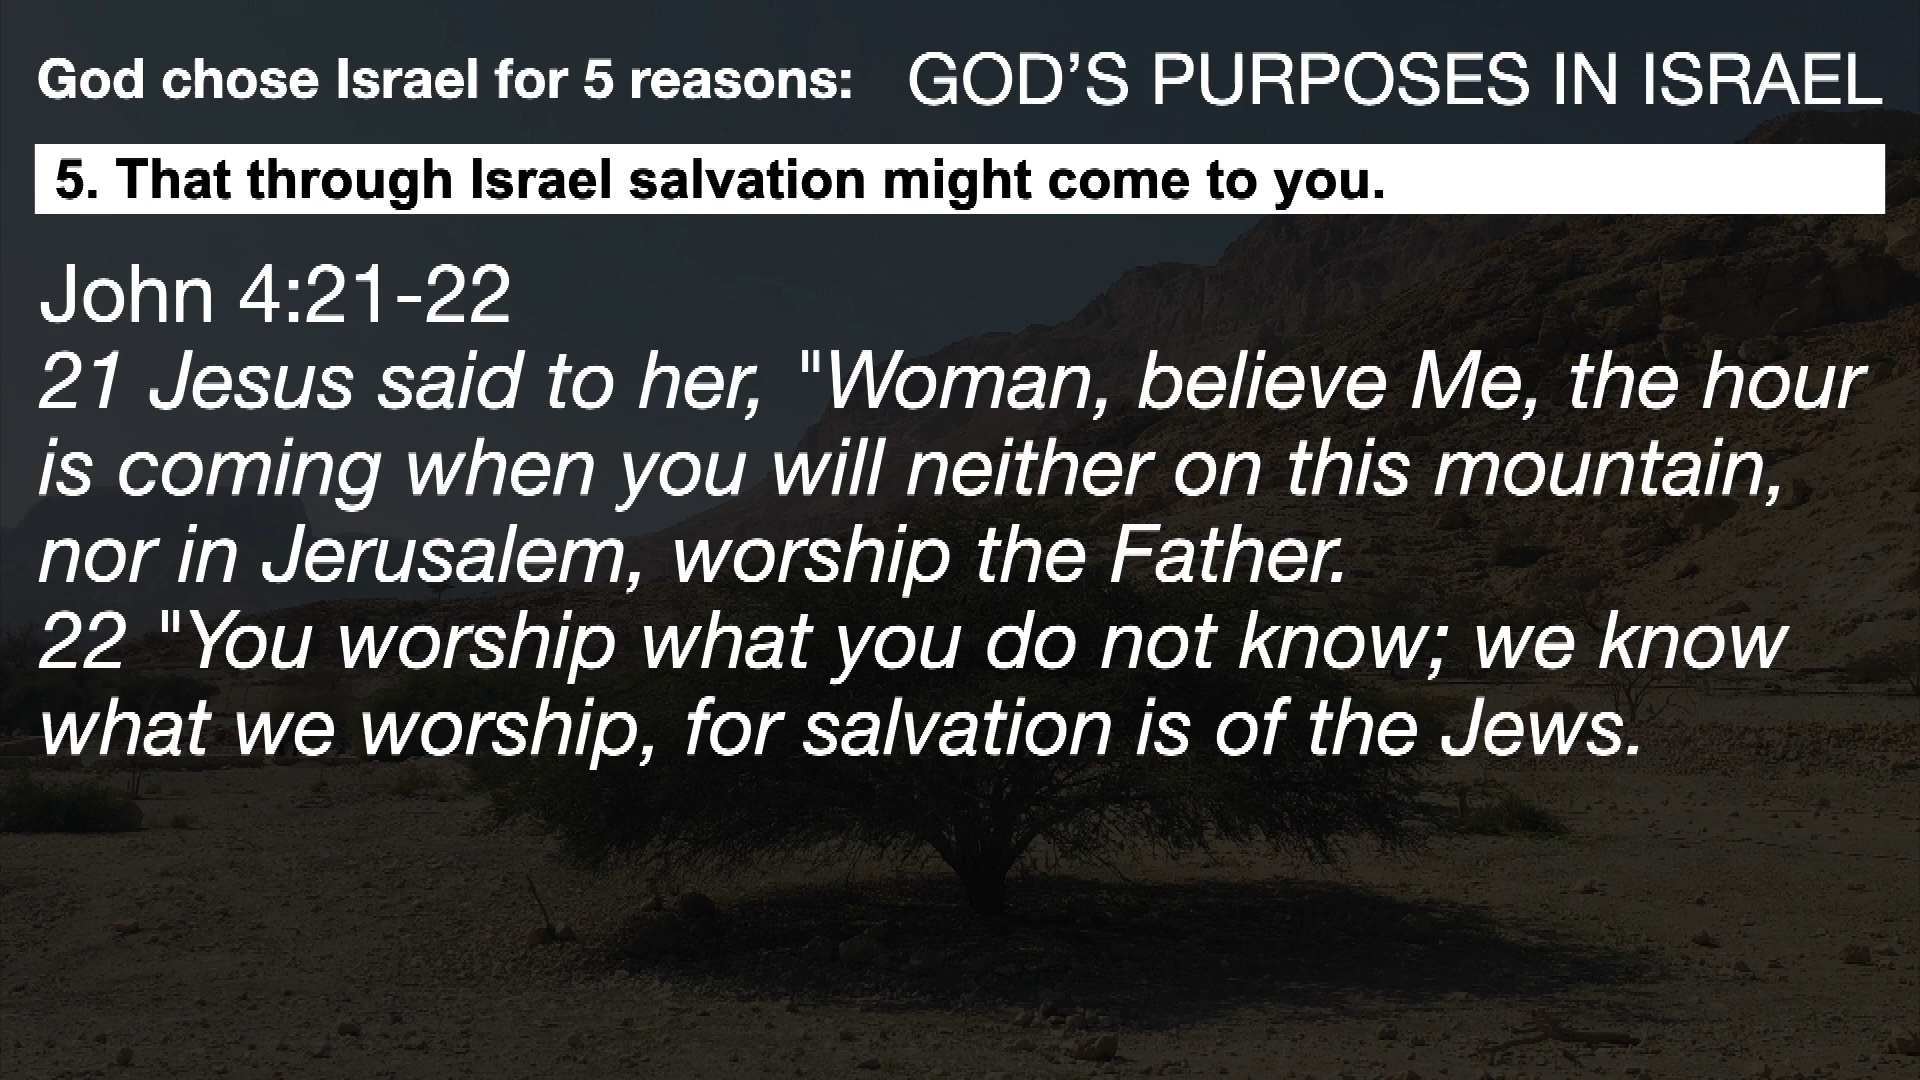 God chose Israel for 5 reasons: GOD’S PURPOSES IN ISRAEL
5. That through Israel salvation might come to you.
John 4:21-22
21 Jesus said to her, "Woman, believe Me, the hour
is coming when you will neither on this mountain,
nor in Jerusalem, worship the Father.
22 "You worship what you do not know; we know
what we worship, for salvation is of the Jews.